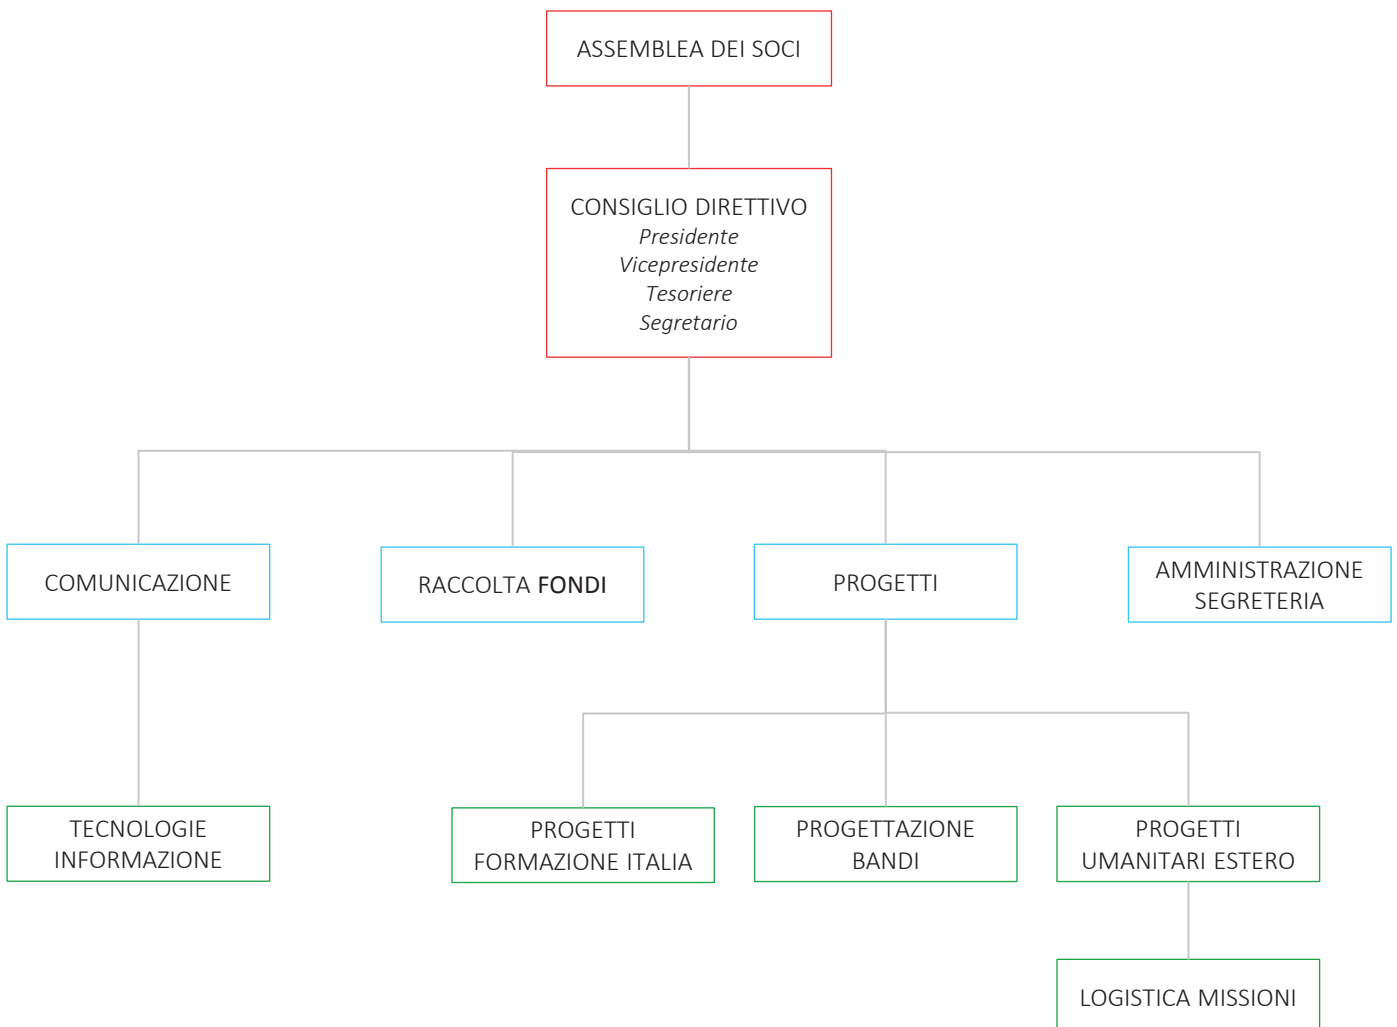 ASSEMBLEA DEI SOCI
CONSIGLIO DIRETTIVO
Presidente
Vicepresidente
Tesoriere
Segretario
COMUNICAZIONE
RACCOLTA FONDI
PROGETTI
AMMINISTRAZIONE
SEGRETERIA
TECNOLOGIE
INFORMAZIONE
PROGETTI
FORMAZIONE ITALIA
PROGETTAZIONE
BANDI
PROGETTI
UMANITARI ESTERO
LOGISTICA MISSIONI